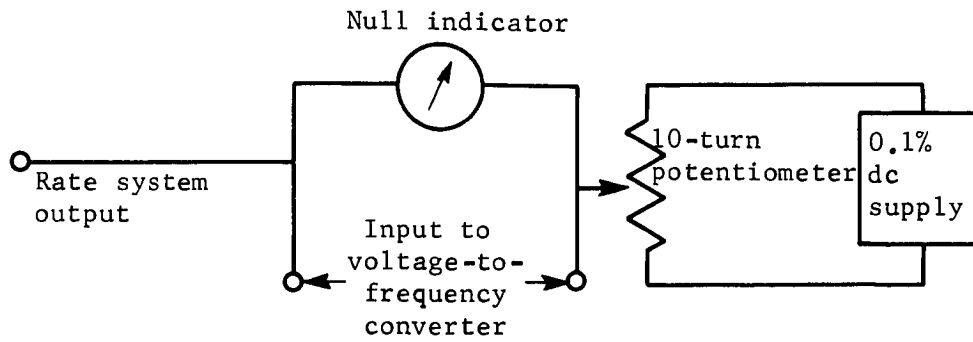 Null indicator
Rate system
output
Input to
voltage-to-
frequency
converter
10-turn
potentiometer
0.1%
dc
supply